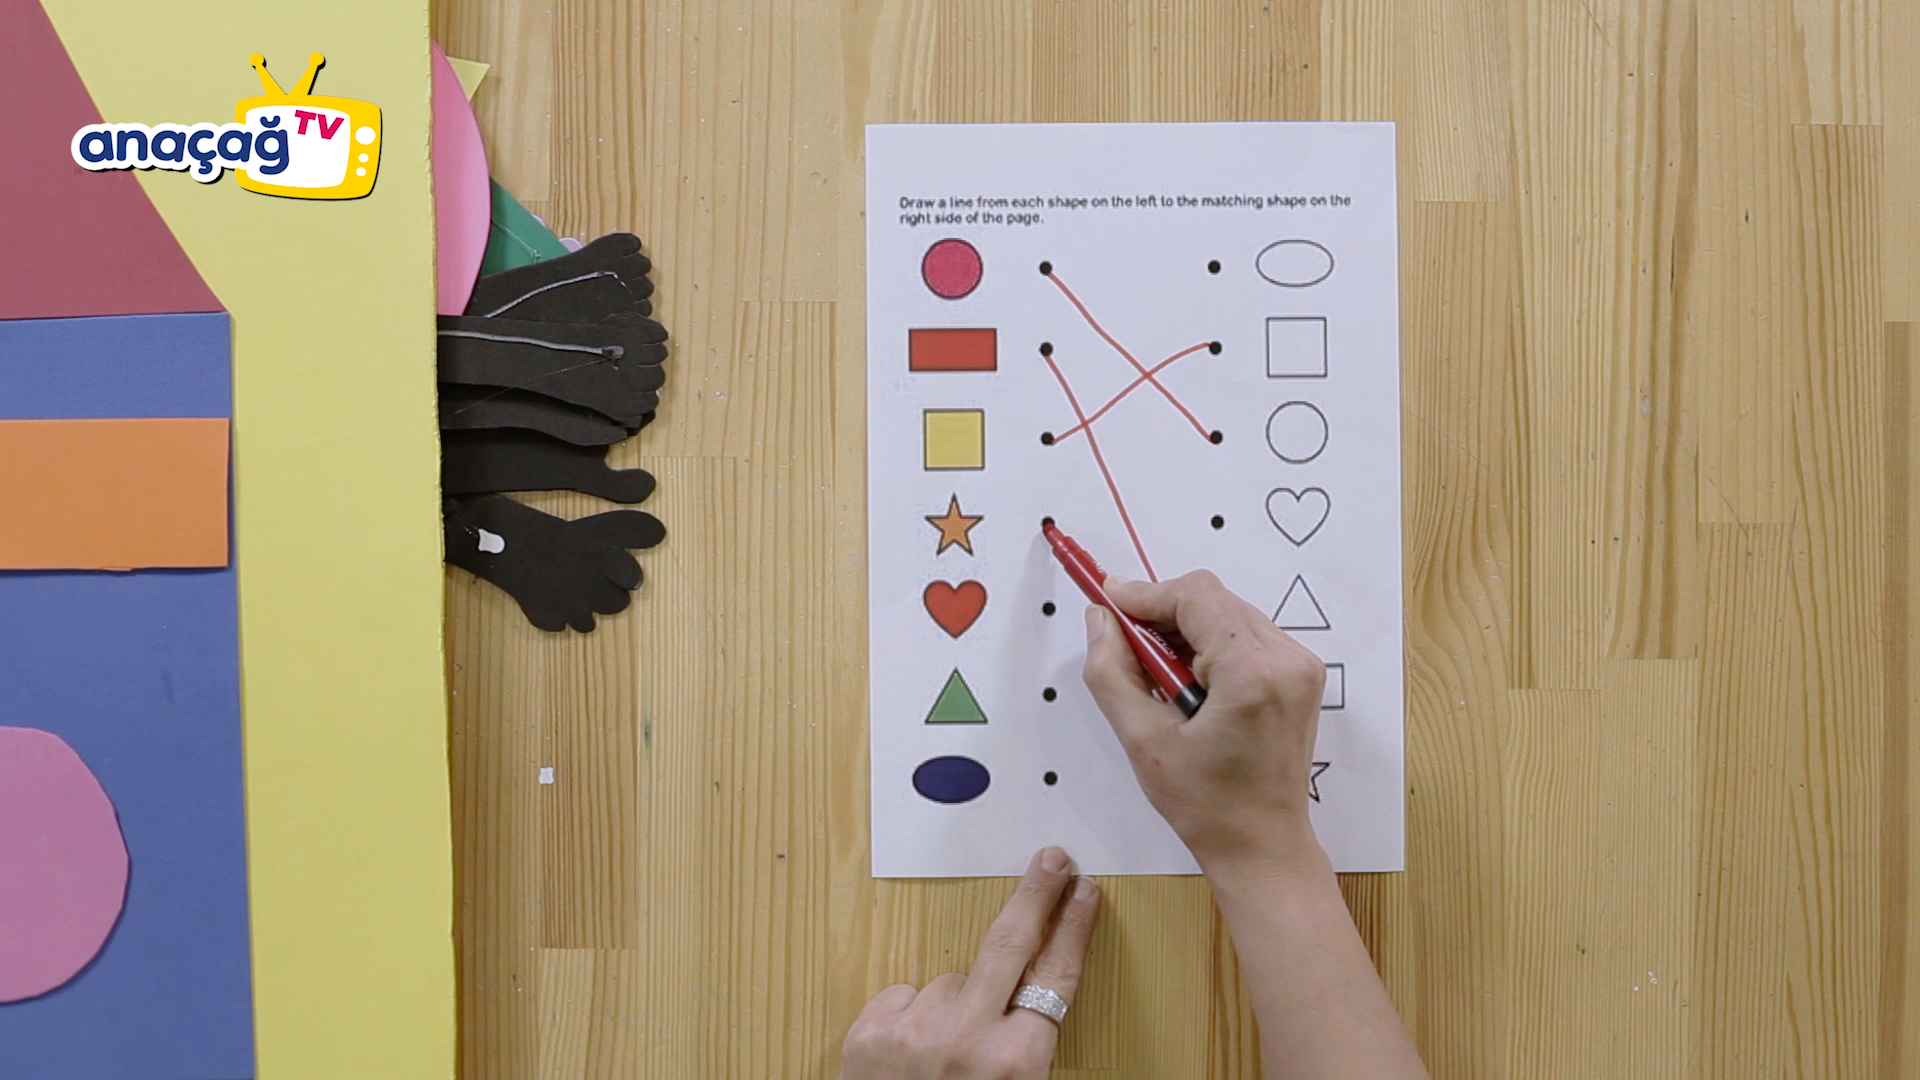 anaçağ TV
Draw a line from each shape on the left to the matching shape on the
right side of the page.